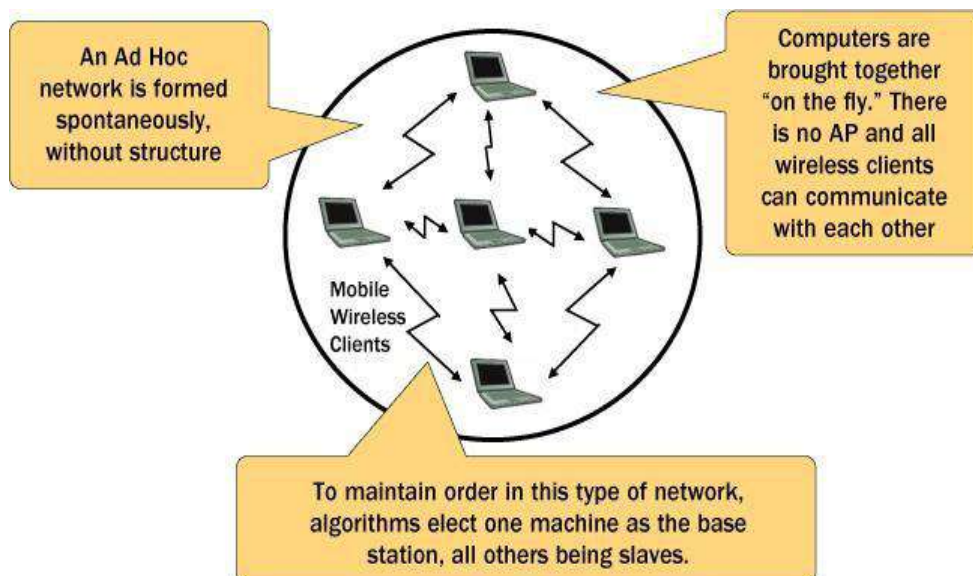 An Ad Hoc
network is formed
spontaneously,
without structure
Computers are
brought together
“on the fly.” There
is no AP and all
wireless clients
can communicate
with each other
Mobile
Wireless
Clients
To maintain order in this type of network,
algorithms elect one machine as the base
station, all others being slaves.